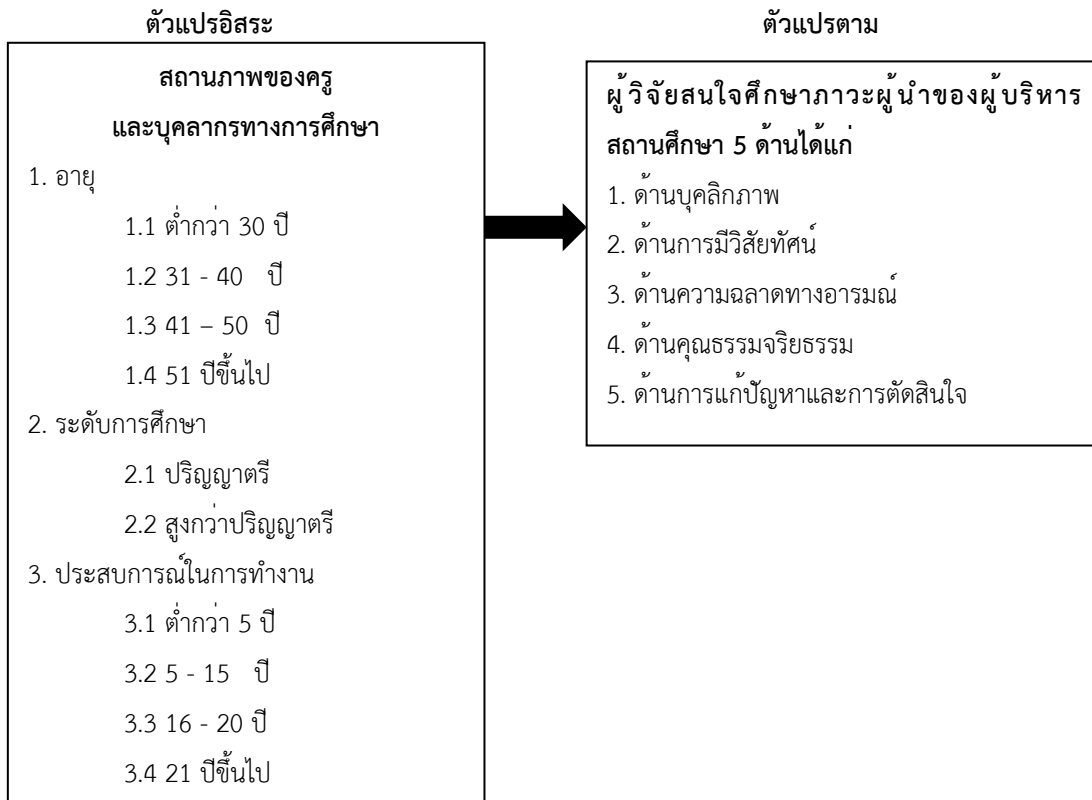 ตัวแปรอิสระ
สถานภาพของครู
และบุคลากรทางการศึกษา
1. อายุ
1.1 ต่ำกว่า 30 ปี
1.2 31 - 40 ปี
1.3 41 – 50 ปี
1.4 51 ปีขึ้นไป
2. ระดับการศึกษา
2.1 ปริญญาตรี
2.2 สูงกว่าปริญญาตรี
3. ประสบการณ์ในการทำงาน
3.1 ต่ำกว่า 5 ปี
3.2 5 - 15 ปี
3.3 16 - 20 ปี
3.4 21 ปีขึ้นไป
ตัวแปรตาม
ผู้วิจัยสนใจศึกษาภาวะผู้นำของผู้บริหาร
สถานศึกษา 5 ด้านได้แก่
1. ด้านบุคลิกภาพ
2. ด้านการมีวิสัยทัศน์
3. ด้านความฉลาดทางอารมณ์
4. ด้านคุณธรรมจริยธรรม
5. ด้านการแก้ปัญหาและการตัดสินใจ